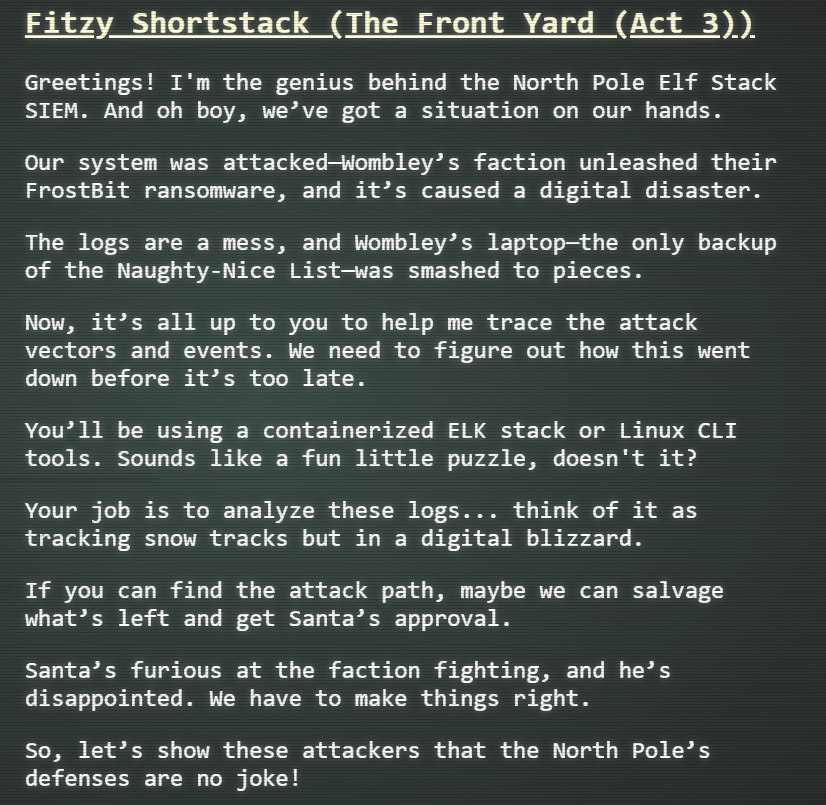 Fitzy Shortstack (The Front Yard (Act 3))
Greetings! I'm the genius behind the North Pole Elf Stack
SIEM. And oh boy, we’ve got a situation on our hands.
Our system was attacked—Wombley’s faction unleashed their
FrostBit ransomware, and it’s caused a digital disaster.
The logs are a mess, and Wombley’s laptop—the only backup
of the Naughty-Nice List—was smashed to pieces.
Now, it’s all up to you to help me trace the attack
vectors and events. We need to figure out how this went
down before it’s too late.
You’ll be using a containerized ELK stack or Linux CLI
tools. Sounds like a fun little puzzle, doesn't it?
Your job is to analyze these logs... think of it as
tracking snow tracks but in a digital blizzard.
If you can find the attack path, maybe we can salvage
what’s left and get Santa’s approval.
Santa’s furious at the faction fighting, and he’s
disappointed. We have to make things right.
So, let’s show these attackers that the North Pole’s
defenses are no joke!